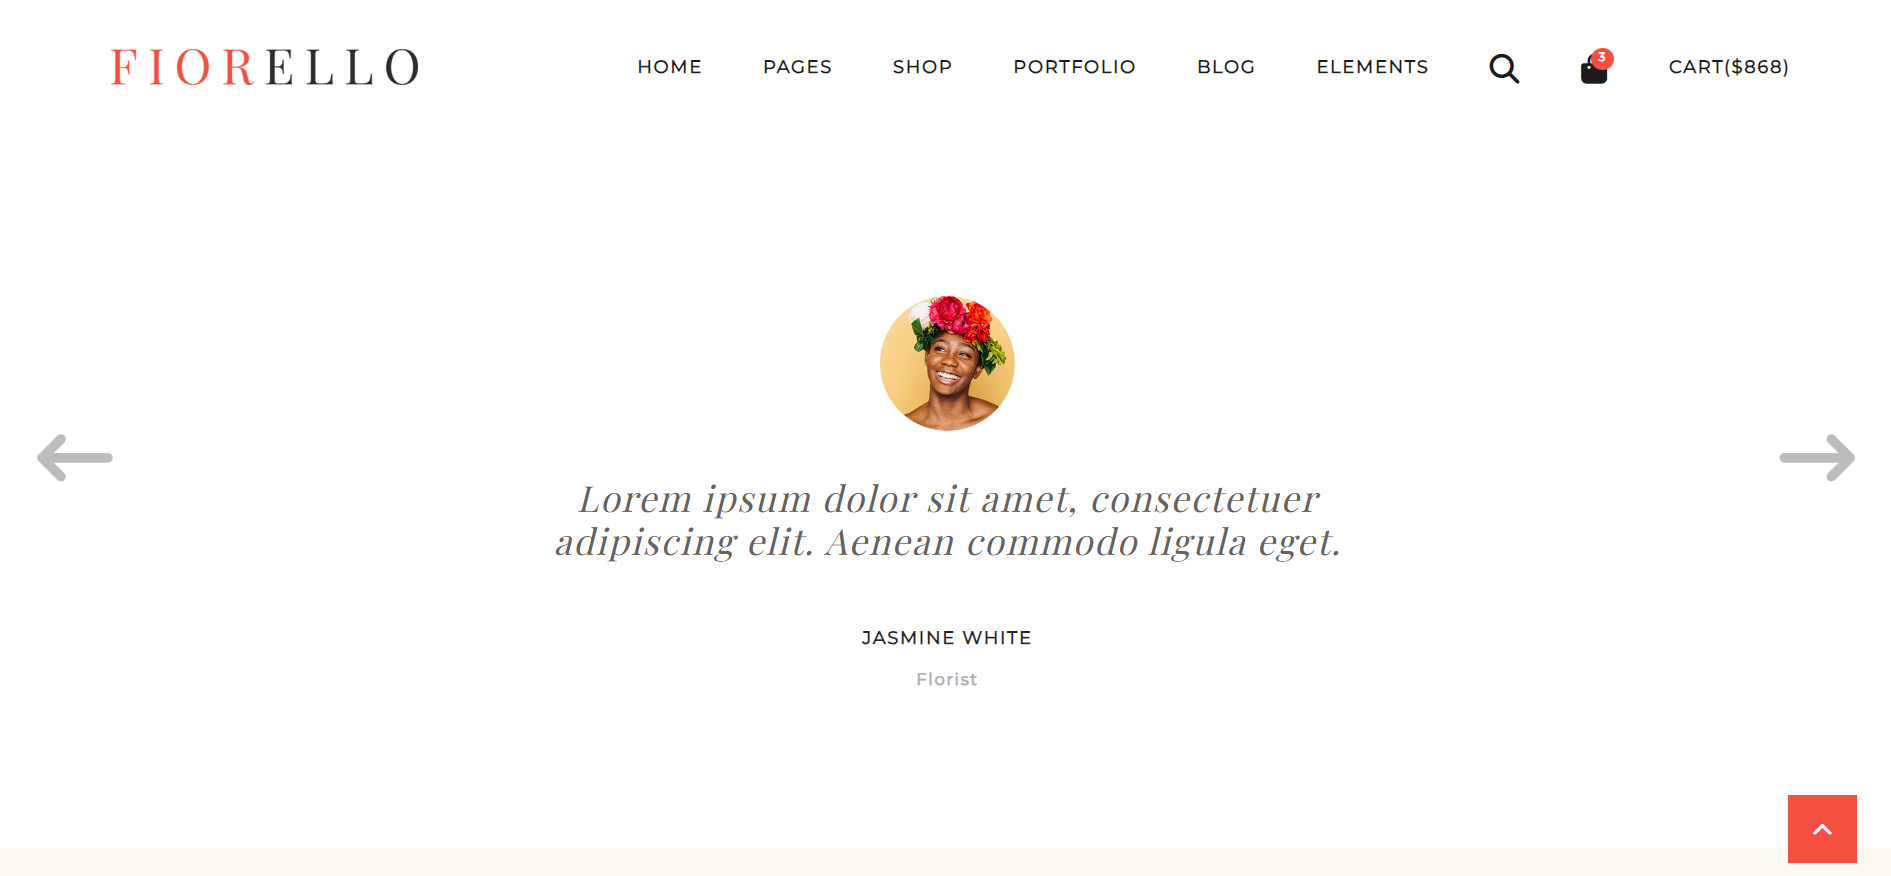 FIORELLO
HOME PAGES SHOP PORTFOLIO BLOG ELEMENTS 3 CART($868)
Lorem ipsum dolor sit amet, consectetuer
adipiscing elit. Aenean commodo ligula eget.
JASMINE WHITE
Florist